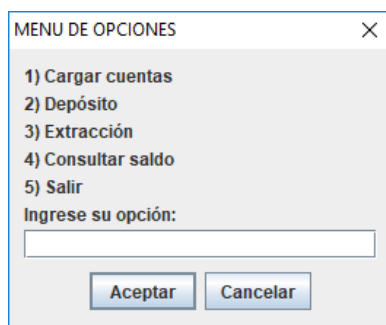 MENU DE OPCIONES
1) Cargar cuentas
2) Depósito
3) Extracción
4) Consultar saldo
5) Salir
Ingrese su opción:
Aceptar Cancelar